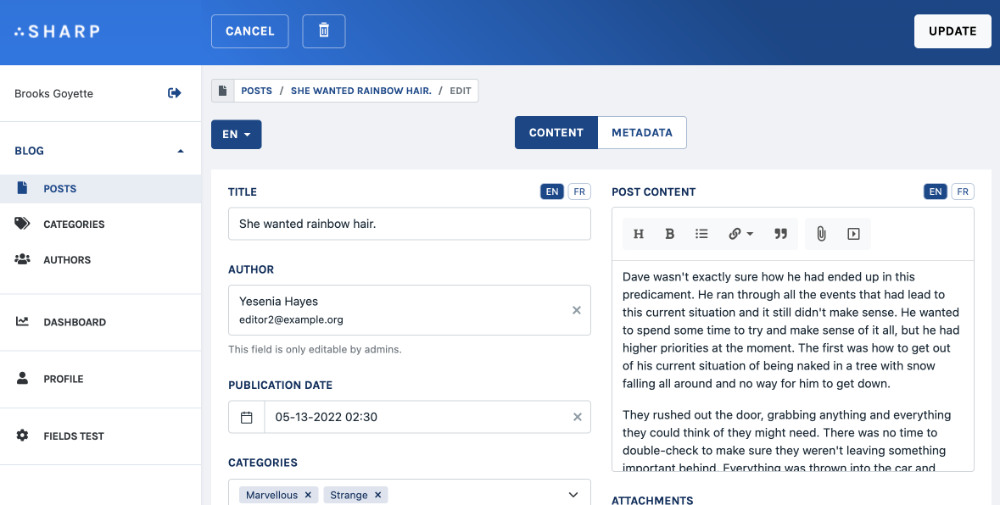 SHARP
CANCEL
UPDATE
Brooks Goyette
BLOG
POSTS
CATEGORIES
AUTHORS
DASHBOARD
PROFILE
FIELDS TEST
POSTS / SHE WANTED RAINBOW HAIR. / EDIT
EN
CONTENT METADATA
TITLE EN FR
She wanted rainbow hair.
AUTHOR
Yesenia Hayes
editor2@example.org
This field is only editable by admins.
PUBLICATION DATE
05-13-2022 02:30
CATEGORIES
Marvellous × Strange ×
POST CONTENT EN FR
H B
Dave wasn't exactly sure how he had ended up in this
predicament. He ran through all the events that had lead to
this current situation and it still didn't make sense. He wanted
to spend some time to try and make sense of it all, but he had
higher priorities at the moment. The first was how to get out
of his current situation of being naked in a tree with snow
falling all around and no way for him to get down.
They rushed out the door, grabbing anything and everything
they could think of they might need. There was no time to
double-check to make sure they weren't leaving something
important behind. Everything was thrown into the car and
ATTACHMENTS